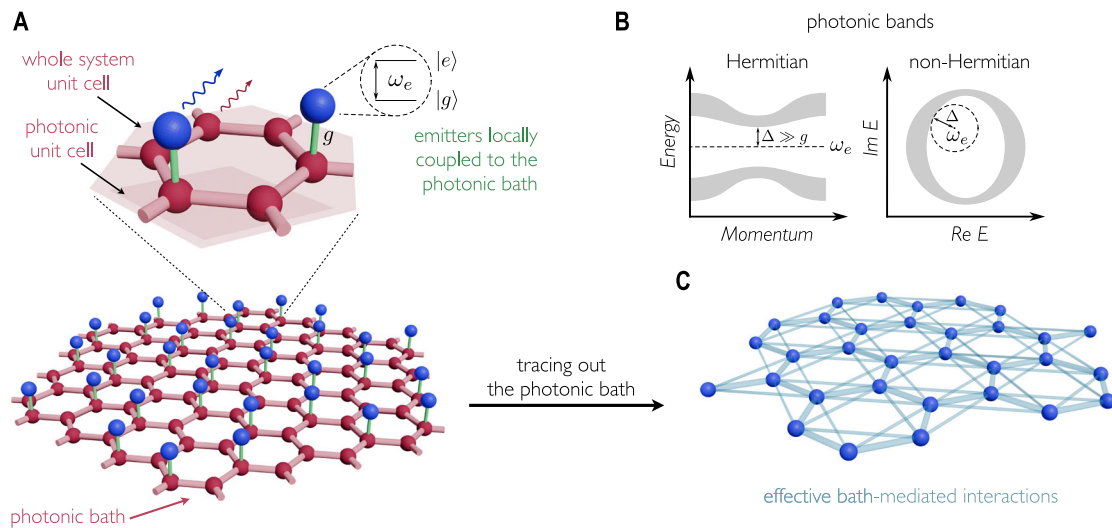 A
whole system
unit cell
photonic
unit cell
|e⟩
ω_e
|g⟩
g
emitters locally
coupled to the
photonic bath
photonic bath
tracing out
the photonic bath
B
photonic bands
Hermitian
non-Hermitian
Energy
Δ ≫ g
ω_e
Momentum
Im E
Δ
ω_e
Re E
C
effective bath-mediated interactions